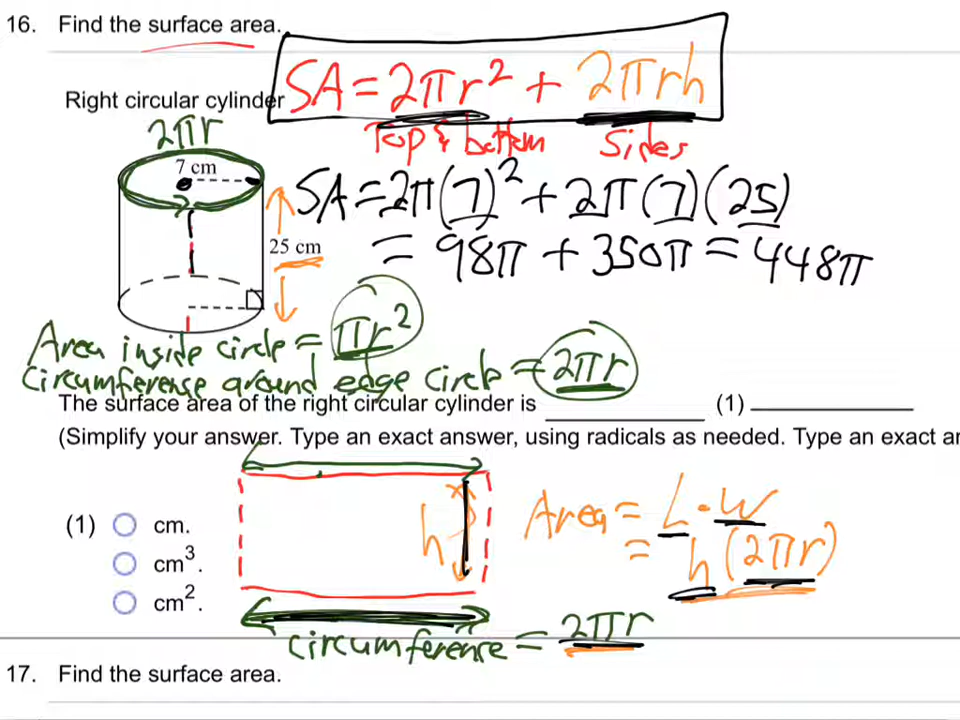 16. Find the surface area.
SA = 2πr² + 2πrh
Top & bottom Sides
Right circular cylinder
2πr
7 cm
25 cm
SA = 2π(7)² + 2π(7)(25)
= 98π + 350π = 448π
Area inside circle = πr²
circumference around edge circle = 2πr
The surface area of the right circular cylinder is ______ (1) ______
(Simplify your answer. Type an exact answer, using radicals as needed. Type an exact
h
Area = L · W
= h(2πr)
(1) cm.
cm³.
cm².
circumference = 2πr
17. Find the surface area.